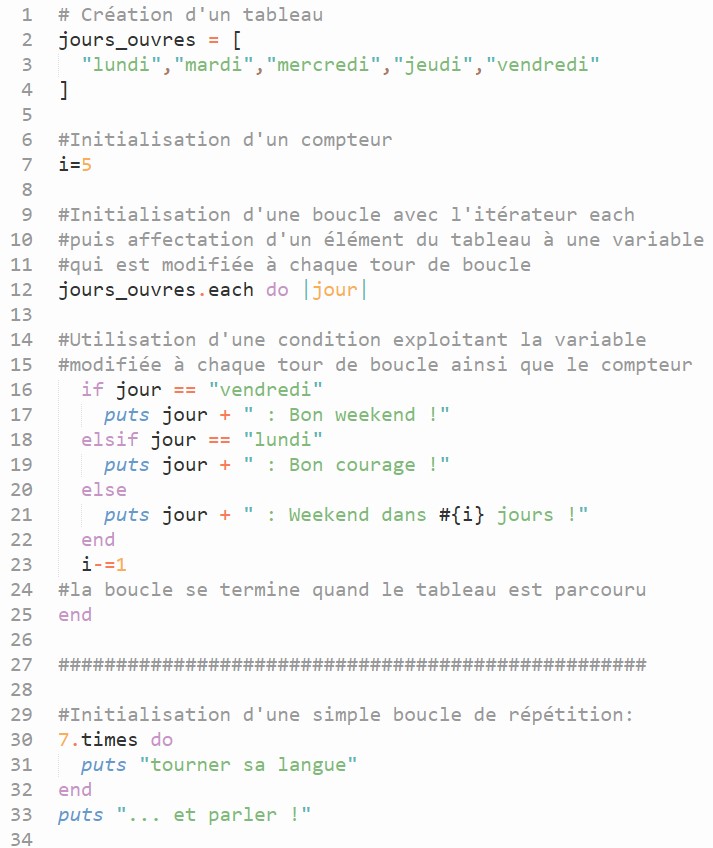 1 # Création d'un tableau
2 jours_ouvres = [
3   "lundi","mardi","mercredi","jeudi","vendredi"
4 ]
5
6 #Initialisation d'un compteur
7 i=5
8
9 #Initialisation d'une boucle avec l'itérateur each
10 #puis affectation d'un élément du tableau à une variable
11 #qui est modifiée à chaque tour de boucle
12 jours_ouvres.each do |jour|
13
14 #Utilisation d'une condition exploitant la variable
15 #modifiée à chaque tour de boucle ainsi que le compteur
16   if jour == "vendredi"
17     puts jour + " : Bon weekend !"
18   elsif jour == "lundi"
19     puts jour + " : Bon courage !"
20   else
21     puts jour + " : Weekend dans #{i} jours !"
22   end
23   i-=1
24 #la boucle se termine quand le tableau est parcouru
25 end
26
27 ###################################################
28
29 #Initialisation d'une simple boucle de répétition:
30 7.times do
31   puts "tourner sa langue"
32 end
33 puts "... et parler !"
34